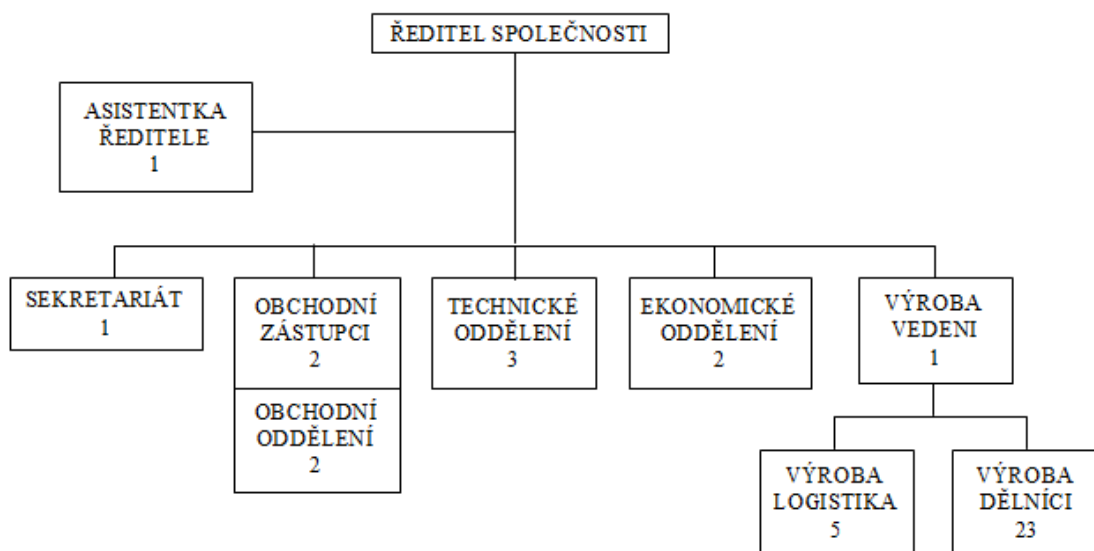 ŘEDITEL SPOLEČNOSTI
ASISTENTKA
ŘEDITELE
1
SEKRETARIÁT
1
OBCHODNÍ
ZÁSTUPCI
2
OBCHODNÍ
ODDĚLENÍ
2
TECHNICKÉ
ODDĚLENÍ
3
EKONOMICKÉ
ODDĚLENÍ
2
VÝROBA
VEDENI
1
VÝROBA
LOGISTIKA
5
VÝROBA
DĚLNÍCI
23